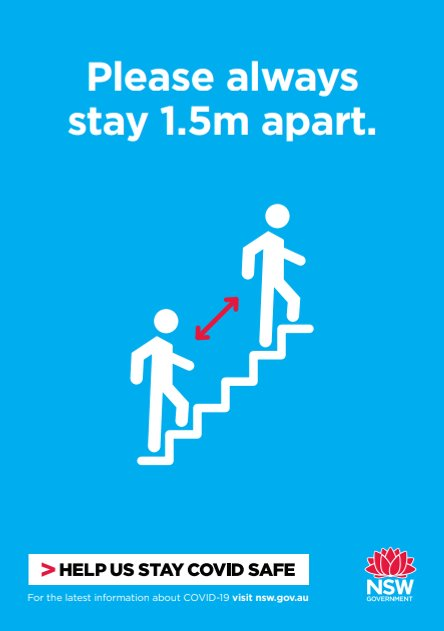 Please always
stay 1.5m apart.
> HELP US STAY COVID SAFE
For the latest information about COVID-19 visit nsw.gov.au
NSW
GOVERNMENT